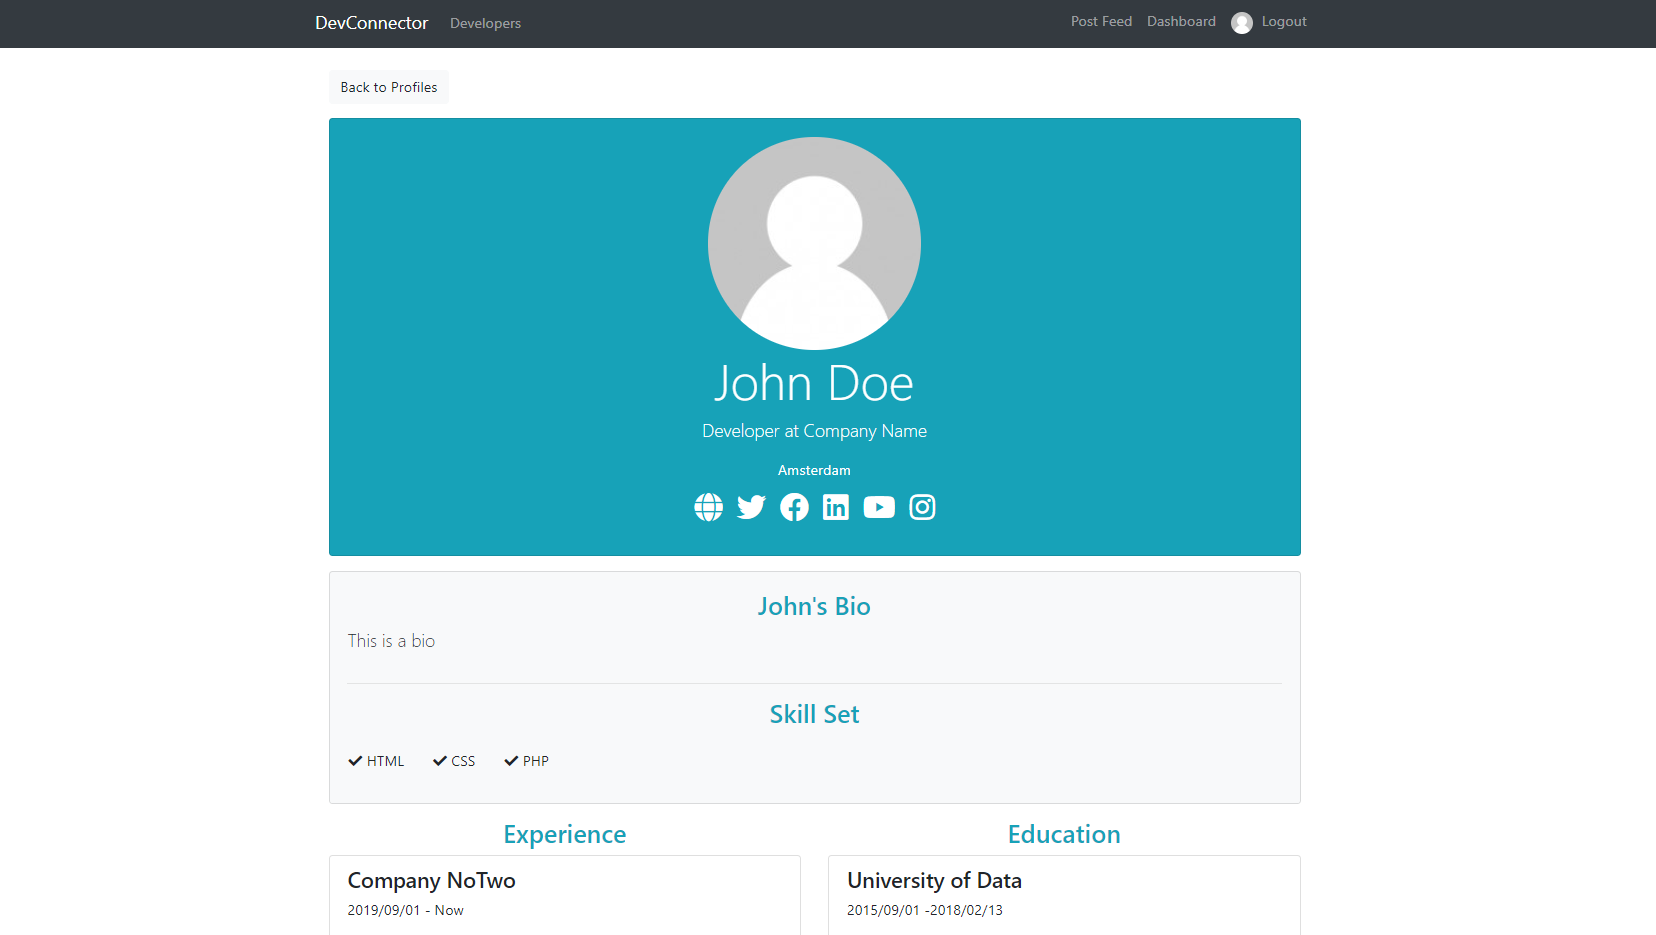 DevConnector Developers Post Feed Dashboard Logout
Back to Profiles
John Doe
Developer at Company Name
Amsterdam
John's Bio
This is a bio
Skill Set
HTML CSS PHP
Experience
Company NoTwo
2019/09/01 - Now
Education
University of Data
2015/09/01 -2018/02/13